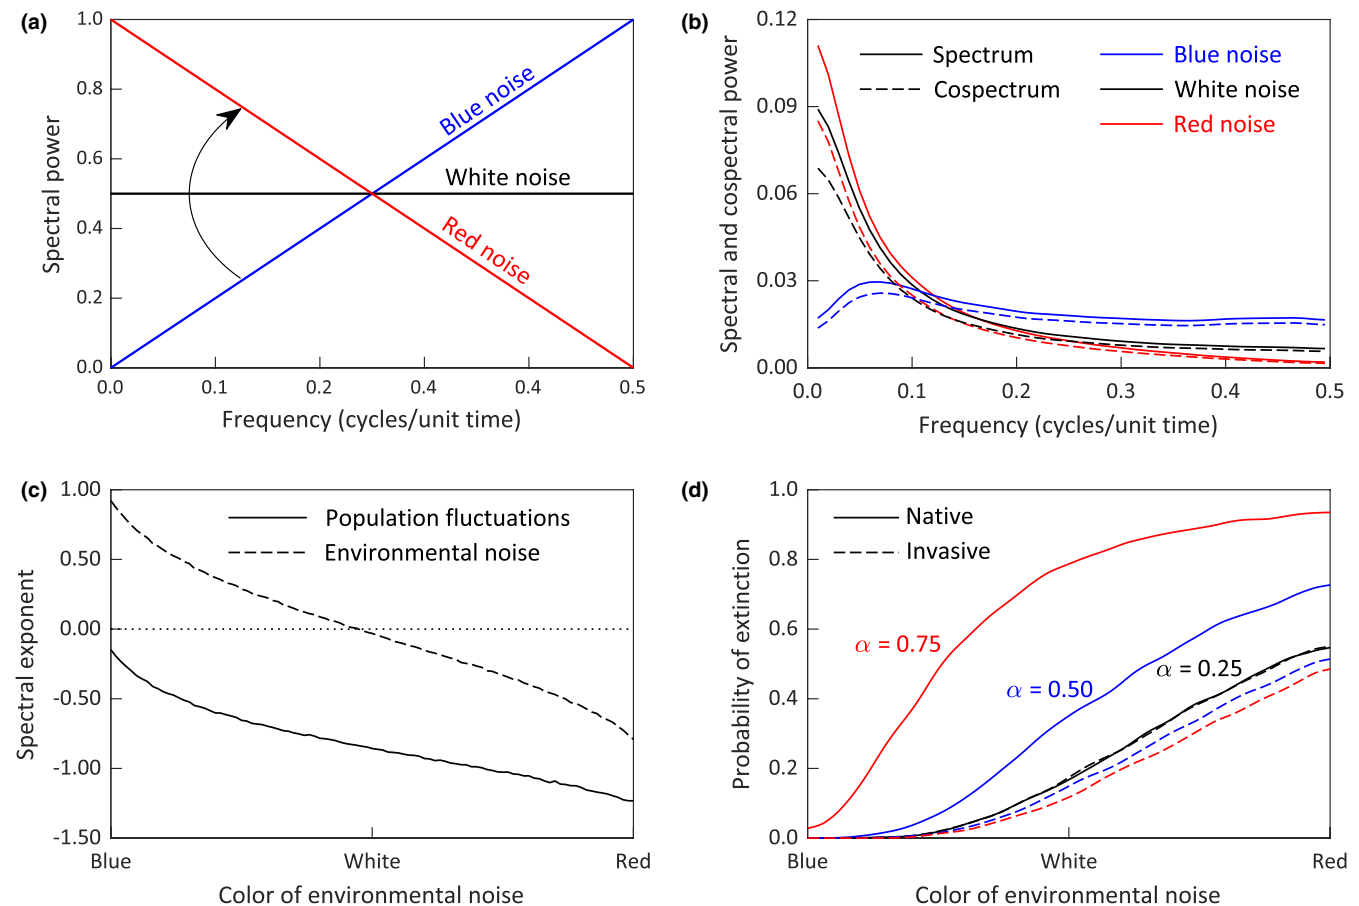 (a)
1.0
0.8
0.6
0.4
0.2
0.0
Spectral power
Blue noise
White noise
Red noise
0.0 0.1 0.2 0.4 0.4 0.5
Frequency (cycles/unit time)
(b)
0.12
0.09
0.06
0.03
0.00
Spectral and cospectral power
Spectrum
Cospectrum
Blue noise
White noise
Red noise
0.0 0.1 0.2 0.3 0.4 0.5
Frequency (cycles/unit time)
(c)
1.00
0.50
0.00
-0.50
-1.00
-1.50
Spectral exponent
Population fluctuations
Environmental noise
Blue White Red
Color of environmental noise
(d)
1.0
0.8
0.6
0.4
0.2
0.0
Probability of extinction
Native
Invasive
α = 0.75
α = 0.50
α = 0.25
Blue White Red
Color of environmental noise